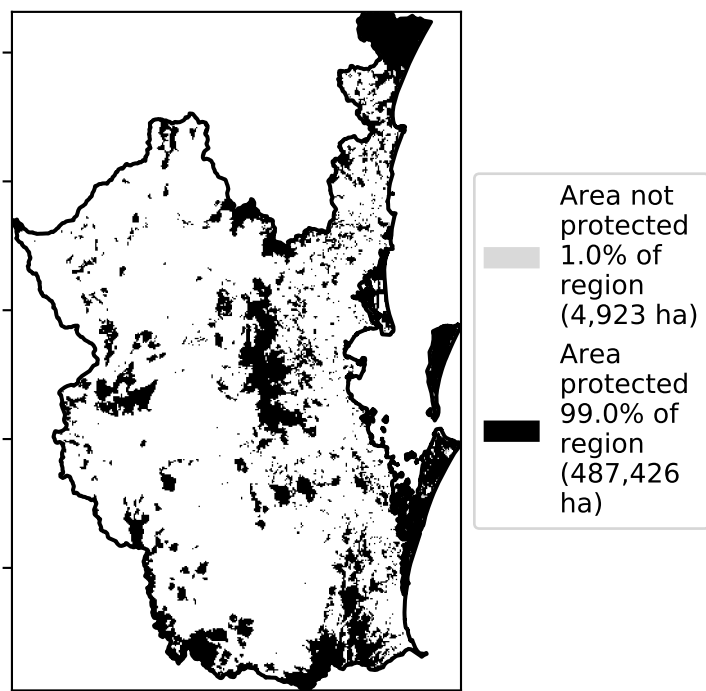 Area not
protected
1.0% of
region
(4,923 ha)
Area
protected
99.0% of
region
(487,426
ha)